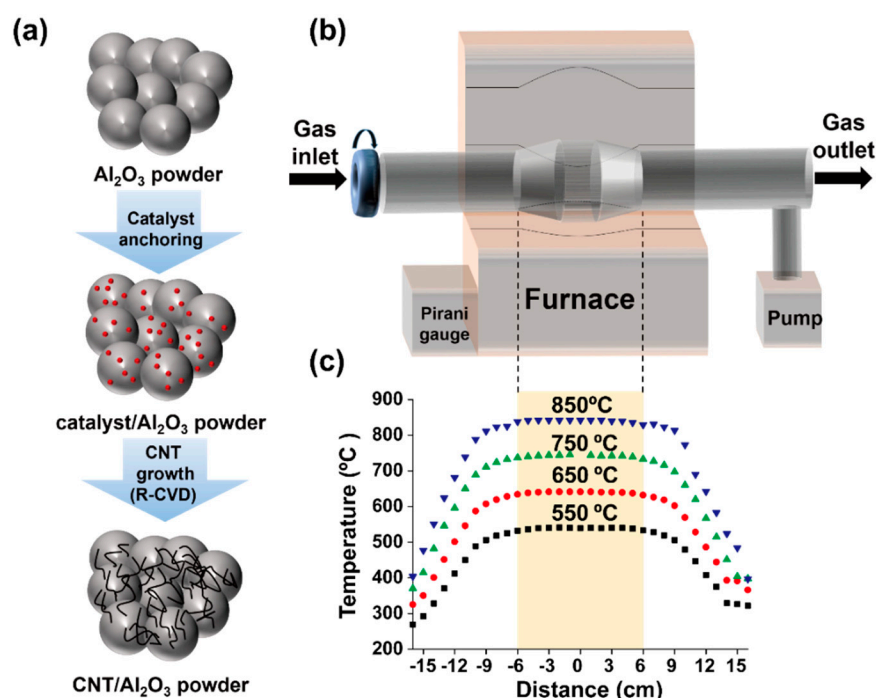 (a)
Al₂O₃ powder
Catalyst
anchoring
catalyst/Al₂O₃ powder
CNT
growth
(R-CVD)
CNT/Al₂O₃ powder
(b)
Gas
inlet
Gas
outlet
Furnace
Pirani
gauge
Pump
(c)
Temperature (ºC )
900
800
700
600
500
400
300
200
850ºC
750 ºC
650 ºC
550 ºC
-15 -12 -9 -6 -3 0 3 6 9 12 15
Distance (cm)